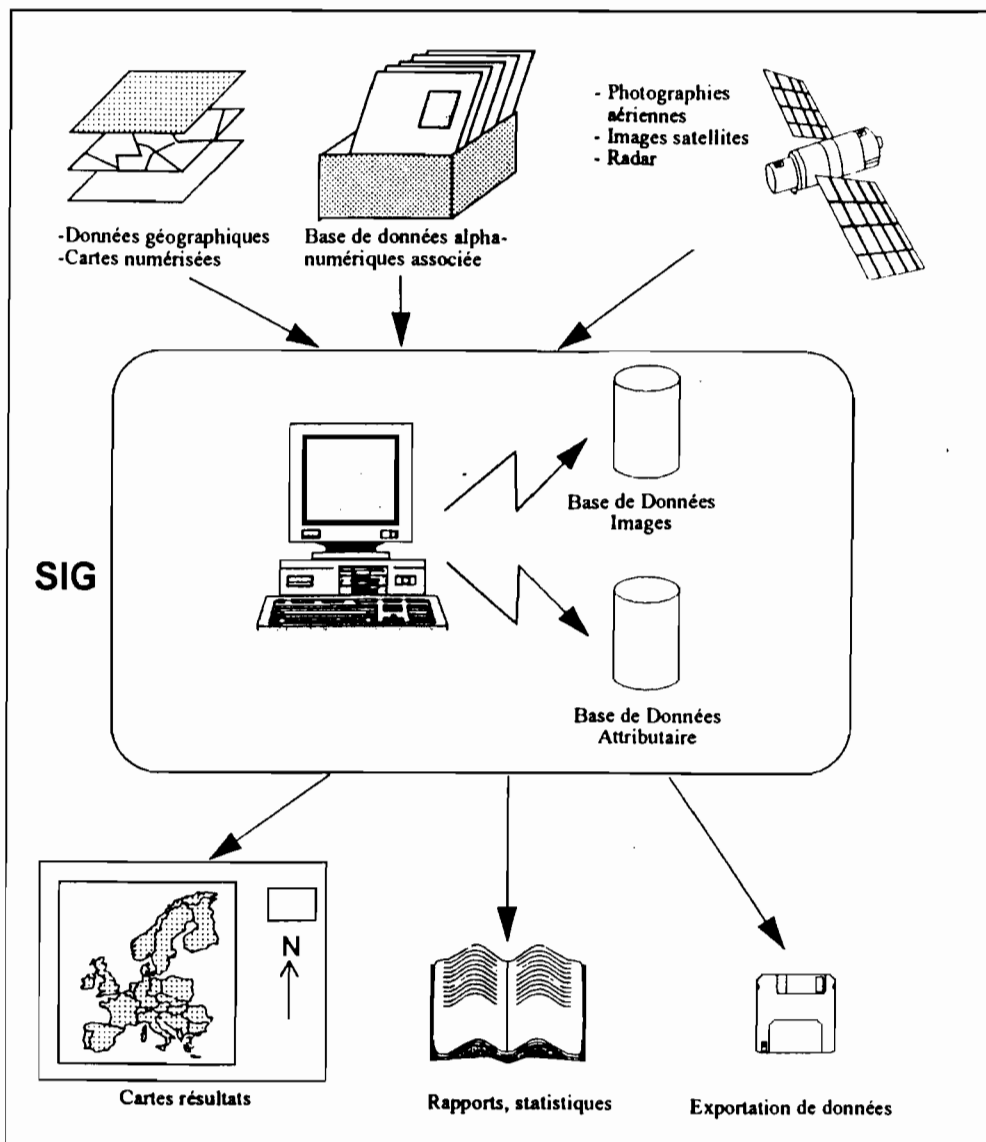 -Données géographiques
-Cartes numérisées
Base de données alpha-
numériques associée
- Photographies
aériennes
- Images satellites
- Radar
SIG
Base de Données
Images
Base de Données
Attributaire
N
Cartes résultats
Rapports, statistiques
Exportation de données